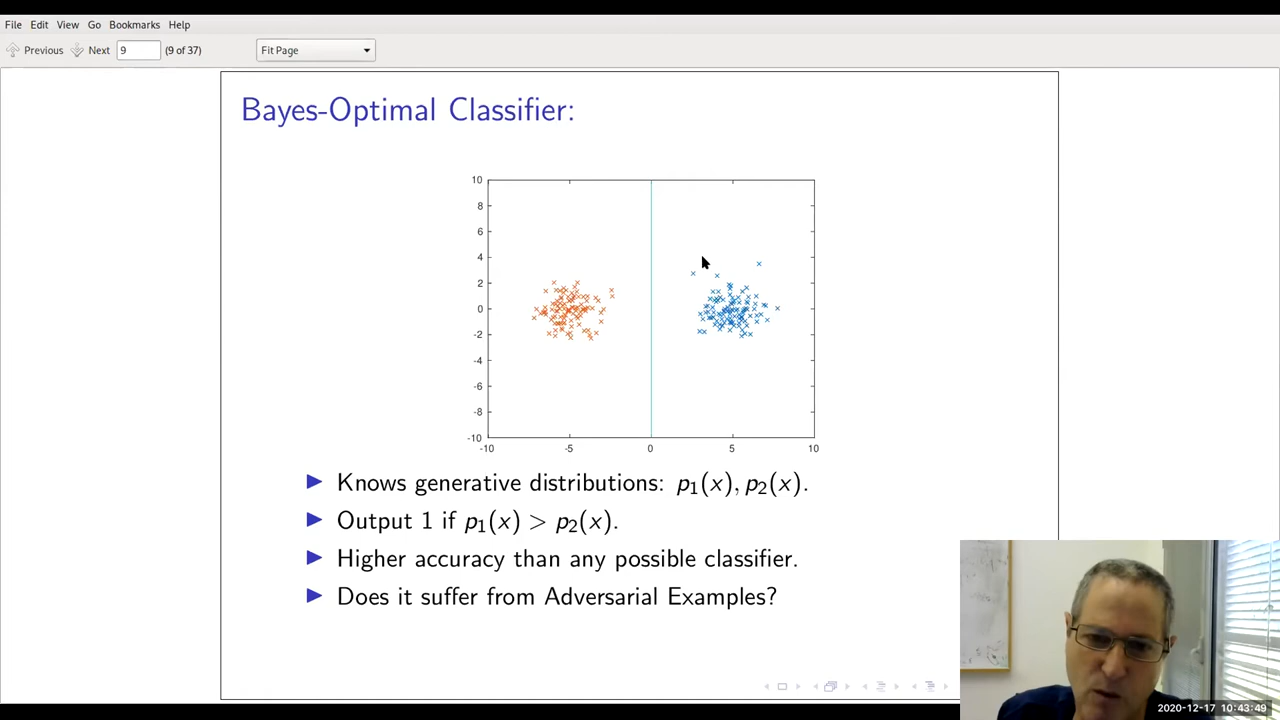 File Edit View Go Bookmarks Help
Previous Next 9 (9 of 37) Fit Page
Bayes-Optimal Classifier:
10
8
6
4
2
0
-2
-4
-6
-8
-10
-10 -5 0 5 10
Knows generative distributions: p₁(x), p₂(x).
Output 1 if p₁(x) > p₂(x).
Higher accuracy than any possible classifier.
Does it suffer from Adversarial Examples?
2020-12-17 10:43:49